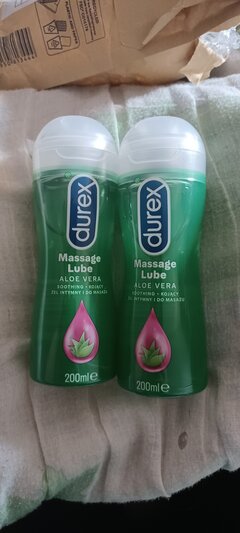 durex
Massage
Lube
ALOE VERA
SOOTHING • KOJĄCY
ŻEL INTYMNY I DO MASAŻU
200ml e
durex
Massage
Lube
ALOE VERA
SOOTHING • KOJĄCY
ŻEL INTYMNY I DO MASAŻU
200ml e